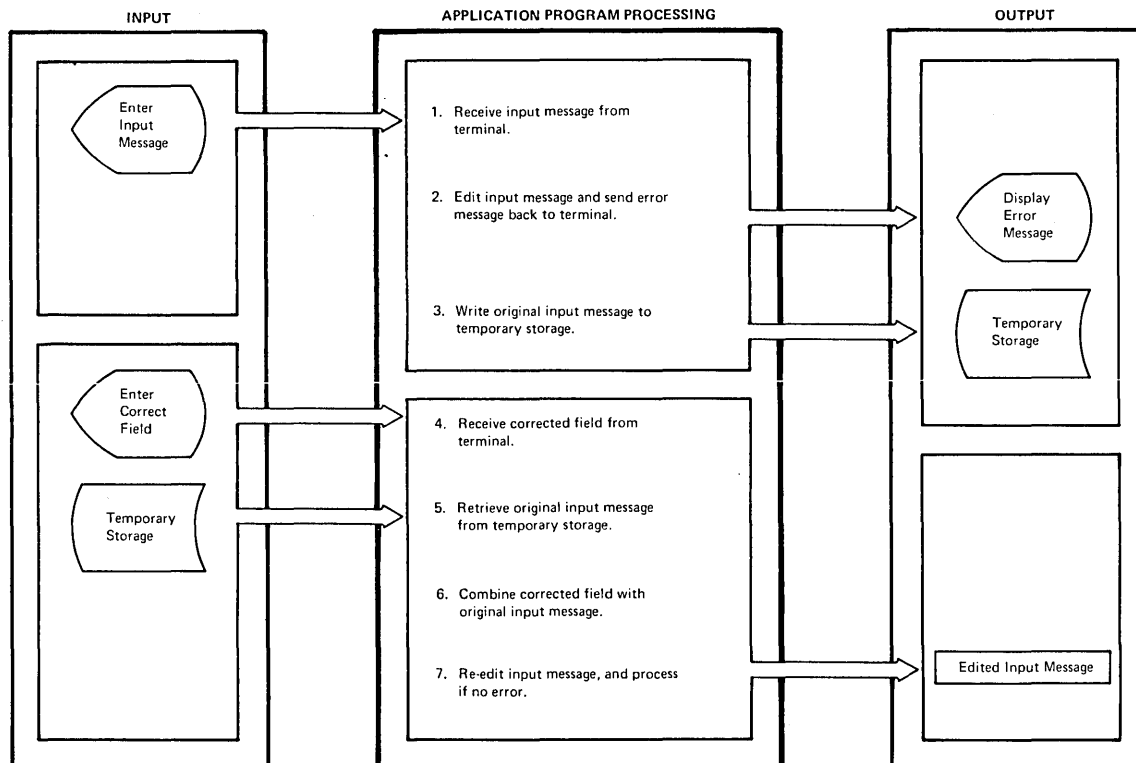 INPUT
APPLICATION PROGRAM PROCESSING
OUTPUT
Enter
Input
Message
1. Receive input message from
terminal.
2. Edit input message and send error
message back to terminal.
Display
Error
Message
3. Write original input message to
temporary storage.
Temporary
Storage
Enter
Correct
Field
4. Receive corrected field from
terminal.
Temporary
Storage
5. Retrieve original input message
from temporary storage.
6. Combine corrected field with
original input message.
7. Re-edit input message, and process
if no error.
Edited Input Message